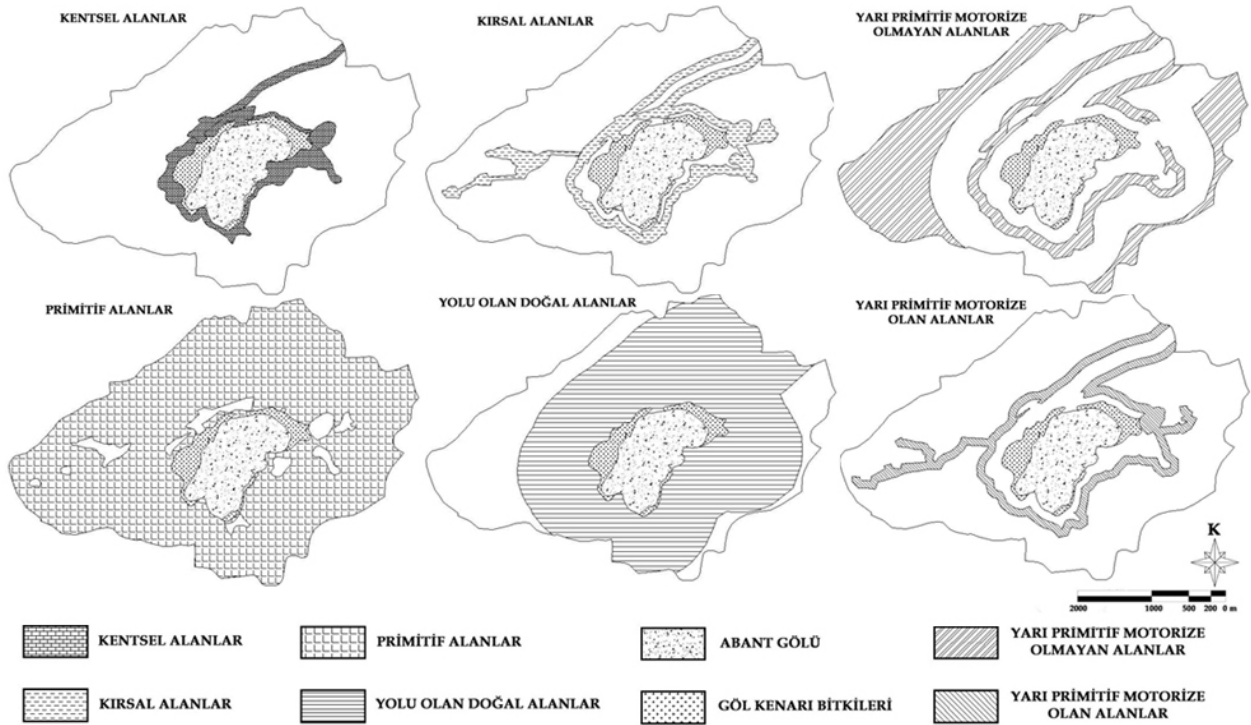 KENTSEL ALANLAR
KIRSAL ALANLAR
YARI PRİMİTİF MOTORİZE
OLMAYAN ALANLAR
PRİMİTİF ALANLAR
YOLU OLAN DOĞAL ALANLAR
YARI PRİMİTİF MOTORİZE
OLAN ALANLAR
K
2000 1000 500 200 0 m
KENTSEL ALANLAR
PRİMİTİF ALANLAR
ABANT GÖLÜ
YARI PRİMİTİF MOTORİZE
OLMAYAN ALANLAR
KIRSAL ALANLAR
YOLU OLAN DOĞAL ALANLAR
GÖL KENARI BİTKİLERİ
YARI PRİMİTİF MOTORİZE
OLAN ALANLAR